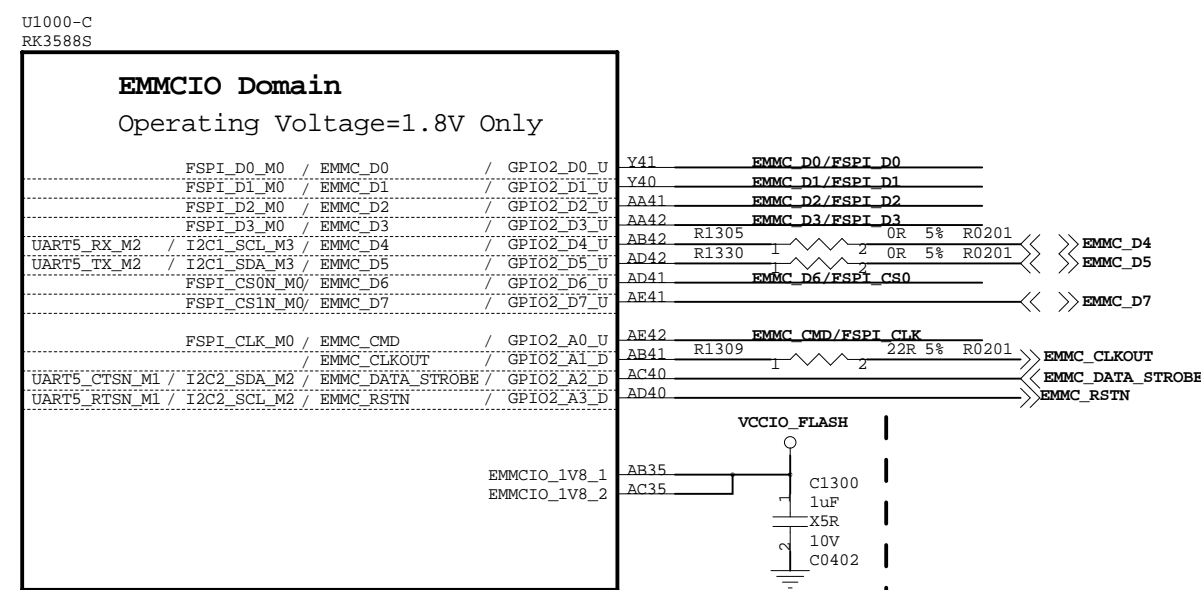 U1000-C
RK3588S
EMMCIO Domain
Operating Voltage=1.8V Only
FSPI_D0_M0 / EMMC_D0 / GPIO2_D0_U Y41 EMMC_D0/FSPI_D0
FSPI_D1_M0 / EMMC_D1 / GPIO2_D1_U Y40 EMMC_D1/FSPI_D1
FSPI_D2_M0 / EMMC_D2 / GPIO2_D2_U AA41 EMMC_D2/FSPI_D2
FSPI_D3_M0 / EMMC_D3 / GPIO2_D3_U AA42 EMMC_D3/FSPI_D3
UART5_RX_M2 / I2C1_SCL_M3 / EMMC_D4 / GPIO2_D4_U AB42 R1305 1 2 0R 5% R0201 EMMC_D4
UART5_TX_M2 / I2C1_SDA_M3 / EMMC_D5 / GPIO2_D5_U AD42 R1330 1 2 0R 5% R0201 EMMC_D5
FSPI_CS0N_M0/ EMMC_D6 / GPIO2_D6_U AD41 EMMC_D6/FSPI_CS0
FSPI_CS1N_M0/ EMMC_D7 / GPIO2_D7_U AE41 EMMC_D7
FSPI_CLK_M0 / EMMC_CMD / GPIO2_A0_U AE42 EMMC_CMD/FSPI_CLK
/ EMMC_CLKOUT / GPIO2_A1_D AB41 R1309 1 2 22R 5% R0201 EMMC_CLKOUT
UART5_CTSN_M1 / I2C2_SDA_M2 / EMMC_DATA_STROBE / GPIO2_A2_D AC40 EMMC_DATA_STROBE
UART5_RTSN_M1 / I2C2_SCL_M2 / EMMC_RSTN / GPIO2_A3_D AD40 EMMC_RSTN
VCCIO_FLASH
EMMCIO_1V8_1 AB35
EMMCIO_1V8_2 AC35
C1300
1 1uF
X5R
2 10V
C0402